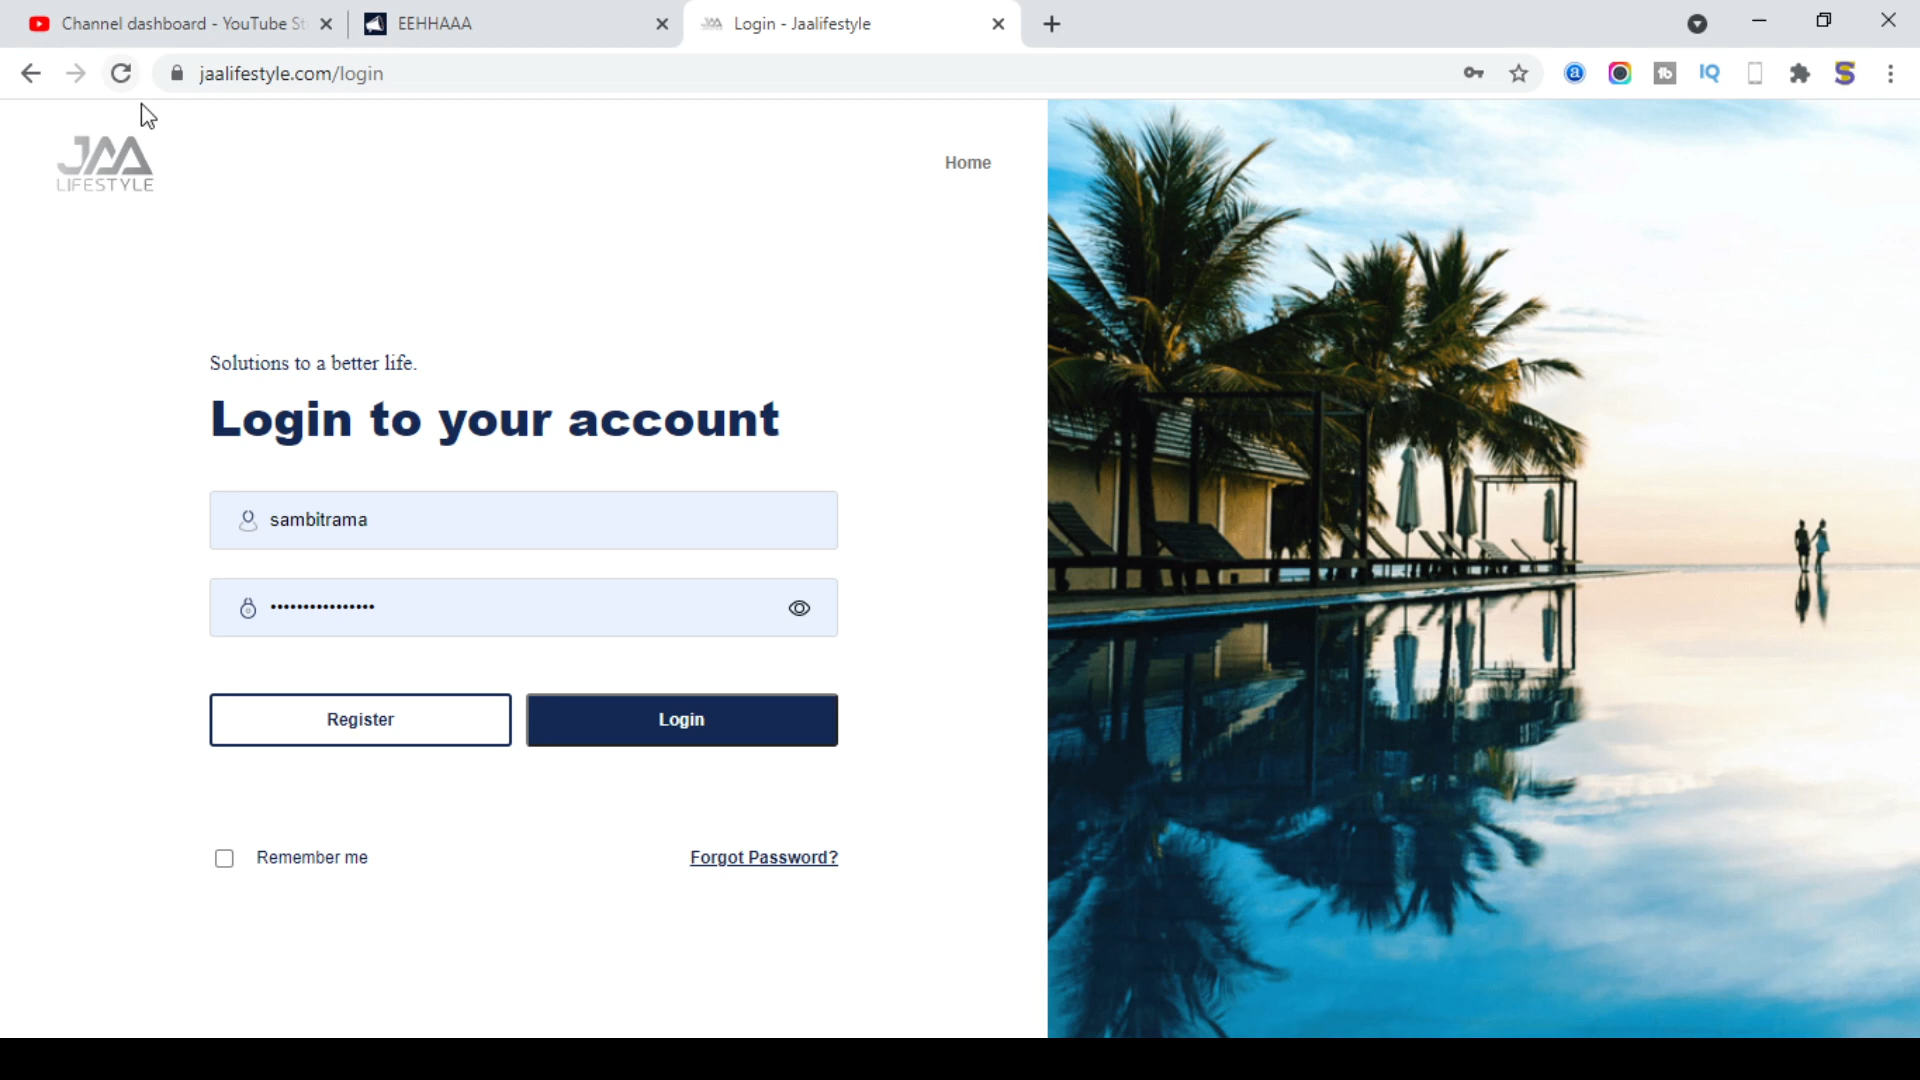 Channel dashboard - YouTube St
EEHHAAA
Login - Jaalifestyle
jaalifestyle.com/login
JAA
LIFESTYLE
Home
Solutions to a better life.
Login to your account
sambitrama
••••••••••••••••
Register
Login
Remember me
Forgot Password?